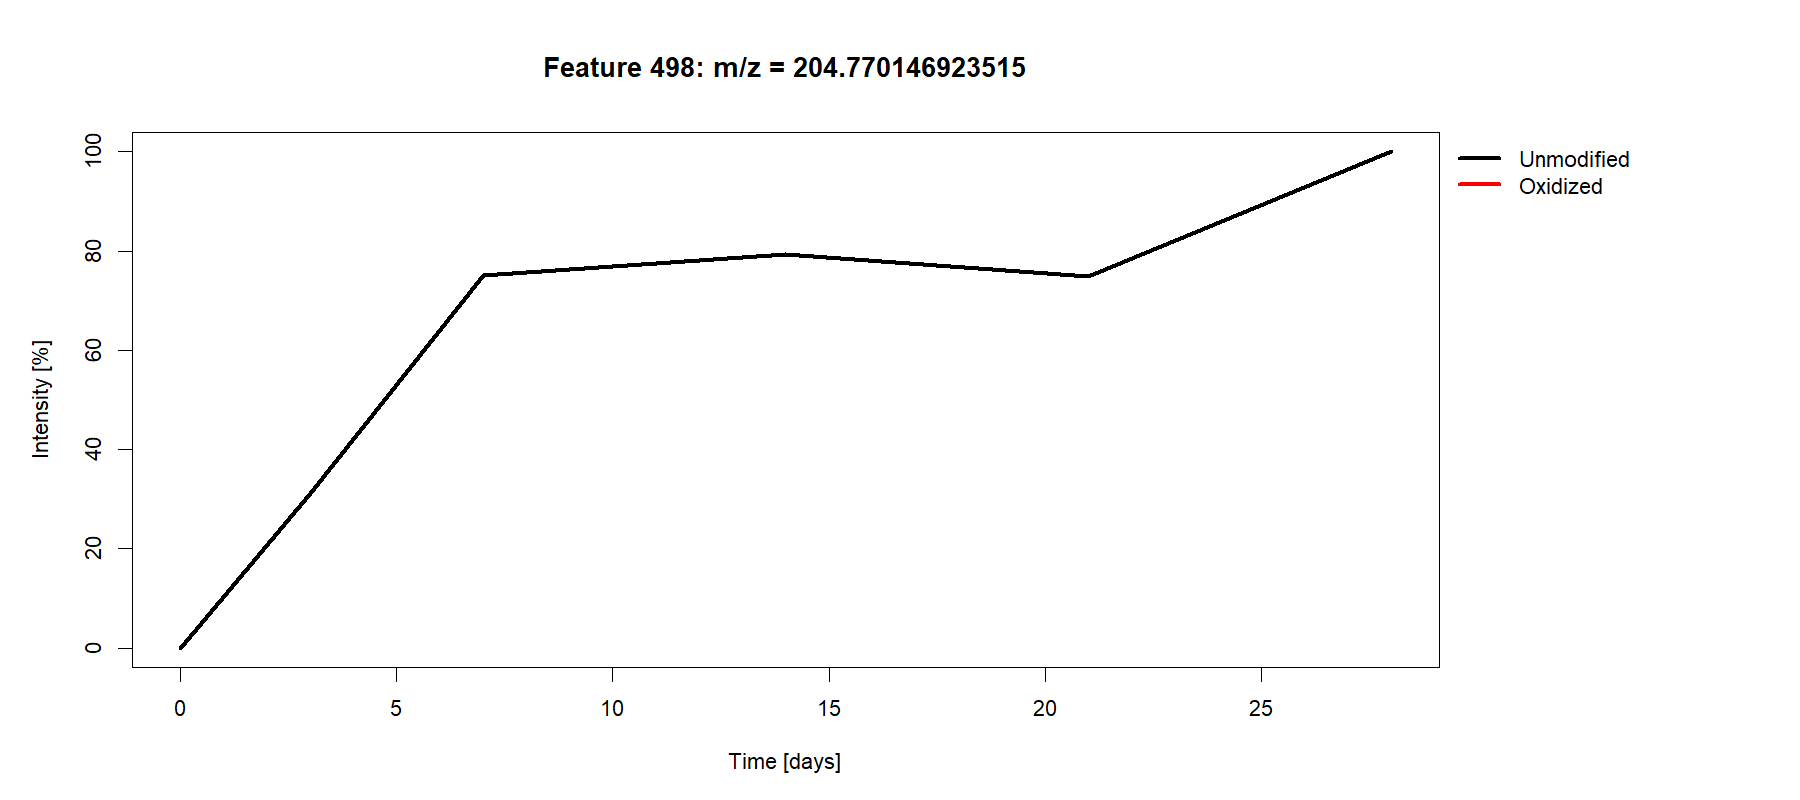 Feature 498: m/z = 204.770146923515
Unmodified
Oxidized
Intensity [%]
100
80
60
40
20
0
0 5 10 15 20 25
Time [days]